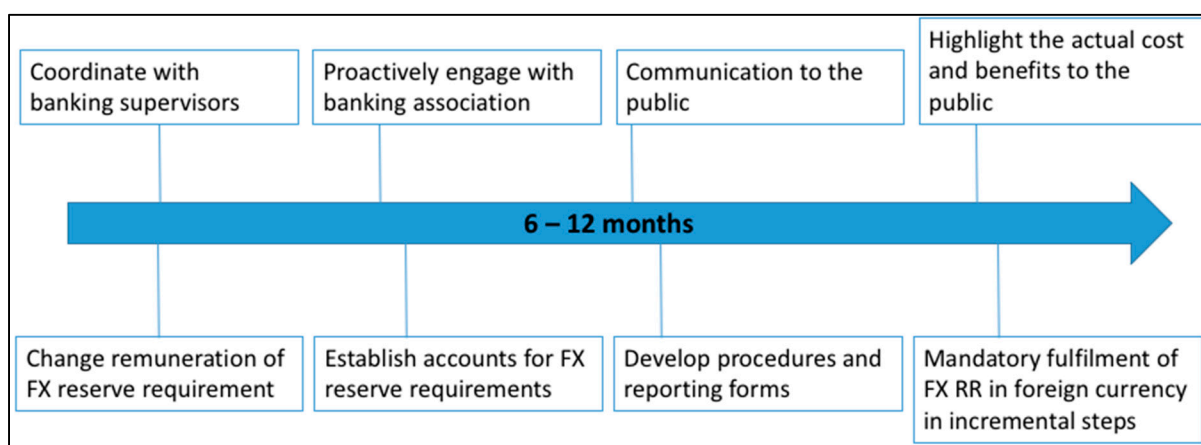 Coordinate with
banking supervisors
Proactively engage with
banking association
Communication to the
public
Highlight the actual cost
and benefits to the
public
6 – 12 months
Change remuneration of
FX reserve requirement
Establish accounts for FX
reserve requirements
Develop procedures and
reporting forms
Mandatory fulfilment of
FX RR in foreign currency
in incremental steps